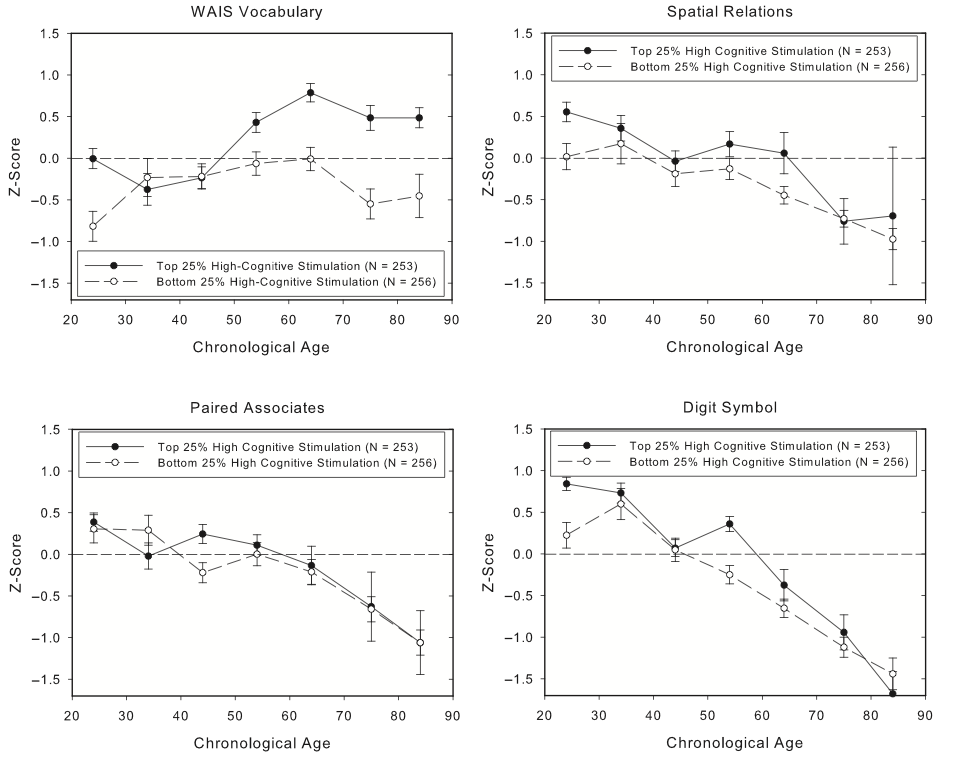 WAIS Vocabulary
1.5
1.0
0.5
0.0
−0.5
−1.0
−1.5
Z-Score
Top 25% High-Cognitive Stimulation (N = 253)
Bottom 25% High-Cognitive Stimulation (N = 256)
20 30 40 50 60 70 80 90
Chronological Age
Spatial Relations
1.5
1.0
0.5
0.0
−0.5
−1.0
−1.5
Z-Score
Top 25% High Cognitive Stimulation (N = 253)
Bottom 25% High Cognitive Stimulation (N = 256)
20 30 40 50 60 70 80 90
Chronological Age
Paired Associates
1.5
1.0
0.5
0.0
−0.5
−1.0
−1.5
Z-Score
Top 25% High Cognitive Stimulation (N = 253)
Bottom 25% High Cognitive Stimulation (N = 256)
20 30 40 50 60 70 80 90
Chronological Age
Digit Symbol
1.5
1.0
0.5
0.0
−0.5
−1.0
−1.5
Z-Score
Top 25% High Cognitive Stimulation (N = 253)
Bottom 25% High Cognitive Stimulation (N = 256)
20 30 40 50 60 70 80 90
Chronological Age